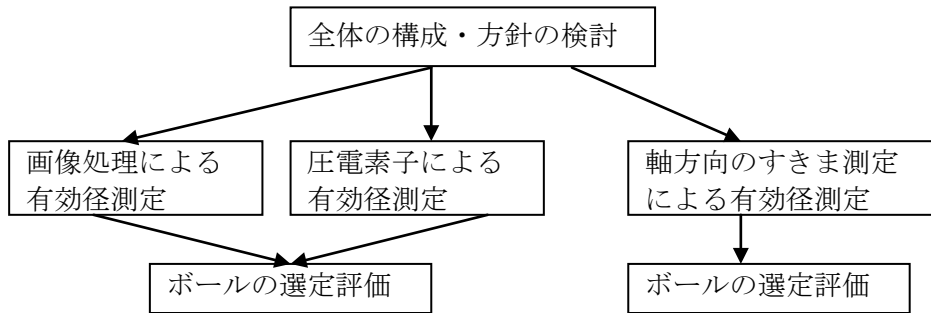 全体の構成・方針の検討
画像処理による
有効径測定
圧電素子による
有効径測定
軸方向のすきま測定
による有効径測定
ボールの選定評価
ボールの選定評価